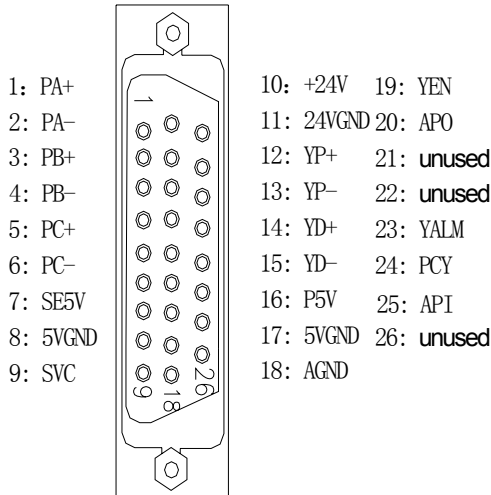 1: PA+
2: PA-
3: PB+
4: PB-
5: PC+
6: PC-
7: SE5V
8: 5VGND
9: SVC
1
9
18
26
10: +24V
11: 24VGND
12: YP+
13: YP-
14: YD+
15: YD-
16: P5V
17: 5VGND
18: AGND
19: YEN
20: APO
21: unused
22: unused
23: YALM
24: PCY
25: API
26: unused